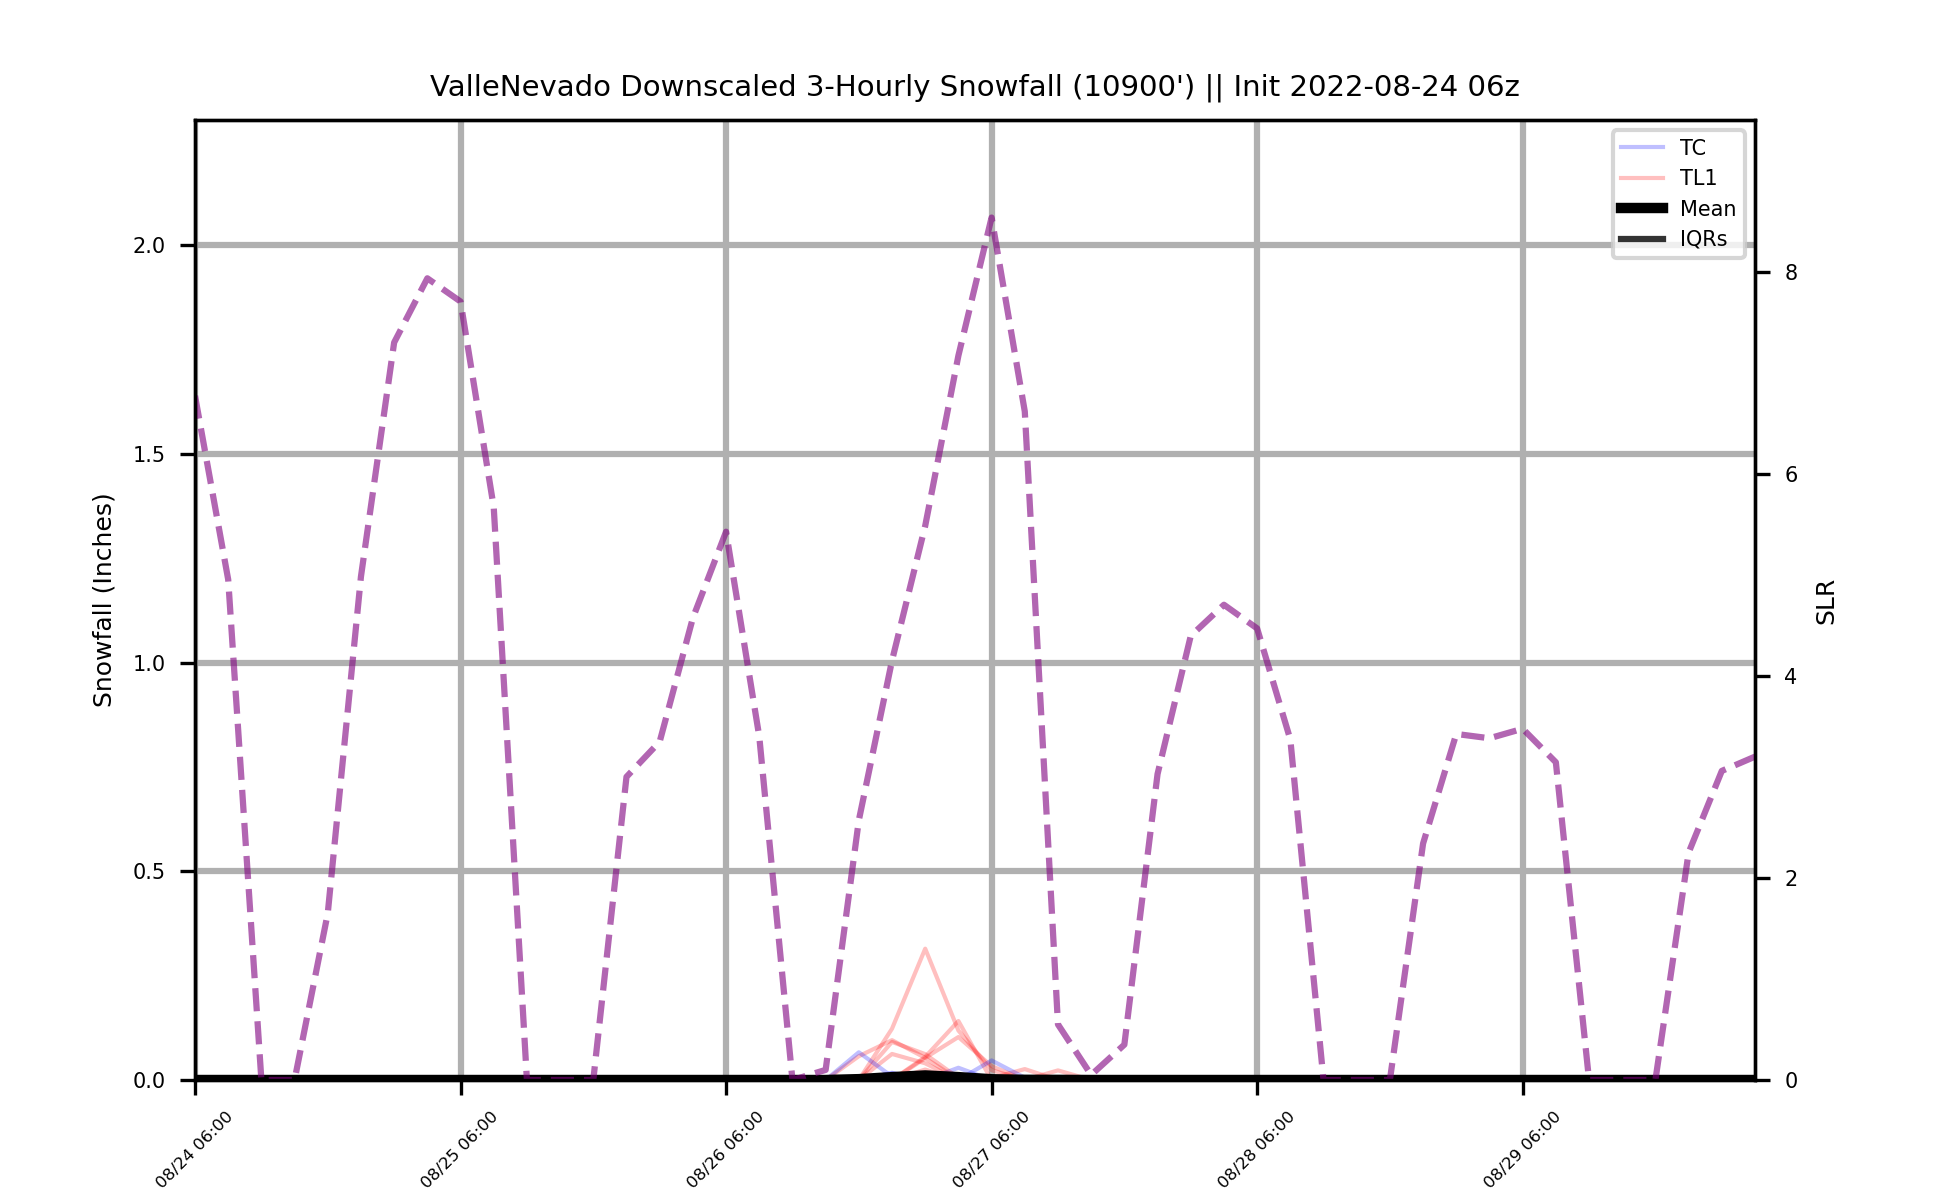 ValleNevado Downscaled 3-Hourly Snowfall (10900') || Init 2022-08-24 06z
TC
TL1
Mean
IQRs
Snowfall (Inches)
2.0
1.5
1.0
0.5
0.0
SLR
8
6
4
2
0
08/24 06:00
08/25 06:00
08/26 06:00
08/27 06:00
08/28 06:00
08/29 06:00